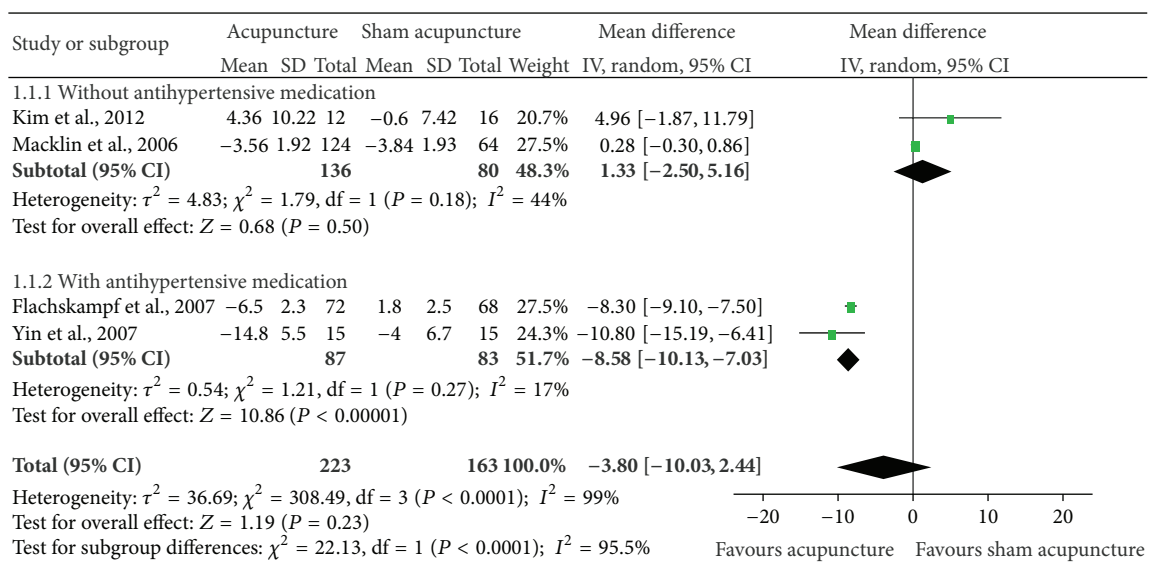 Study or subgroup Acupuncture Sham acupuncture Mean difference Mean difference
Mean SD Total Mean SD Total Weight IV, random, 95% CI IV, random, 95% CI
1.1.1 Without antihypertensive medication
Kim et al., 2012 4.36 10.22 12 −0.6 7.42 16 20.7% 4.96 [−1.87, 11.79]
Macklin et al., 2006 −3.56 1.92 124 −3.84 1.93 64 27.5% 0.28 [−0.30, 0.86]
Subtotal (95% CI) 136 80 48.3% 1.33 [−2.50, 5.16]
Heterogeneity: τ² = 4.83; χ² = 1.79, df = 1 (P = 0.18); I² = 44%
Test for overall effect: Z = 0.68 (P = 0.50)
1.1.2 With antihypertensive medication
Flachskampf et al., 2007 −6.5 2.3 72 1.8 2.5 68 27.5% −8.30 [−9.10, −7.50]
Yin et al., 2007 −14.8 5.5 15 −4 6.7 15 24.3% −10.80 [−15.19, −6.41]
Subtotal (95% CI) 87 83 51.7% −8.58 [−10.13, −7.03]
Heterogeneity: τ² = 0.54; χ² = 1.21, df = 1 (P = 0.27); I² = 17%
Test for overall effect: Z = 10.86 (P < 0.00001)
Total (95% CI) 223 163 100.0% −3.80 [−10.03, 2.44]
Heterogeneity: τ² = 36.69; χ² = 308.49, df = 3 (P < 0.0001); I² = 99%
Test for overall effect: Z = 1.19 (P = 0.23)
Test for subgroup differences: χ² = 22.13, df = 1 (P < 0.0001); I² = 95.5%
−20 −10 0 10 20
Favours acupuncture Favours sham acupuncture